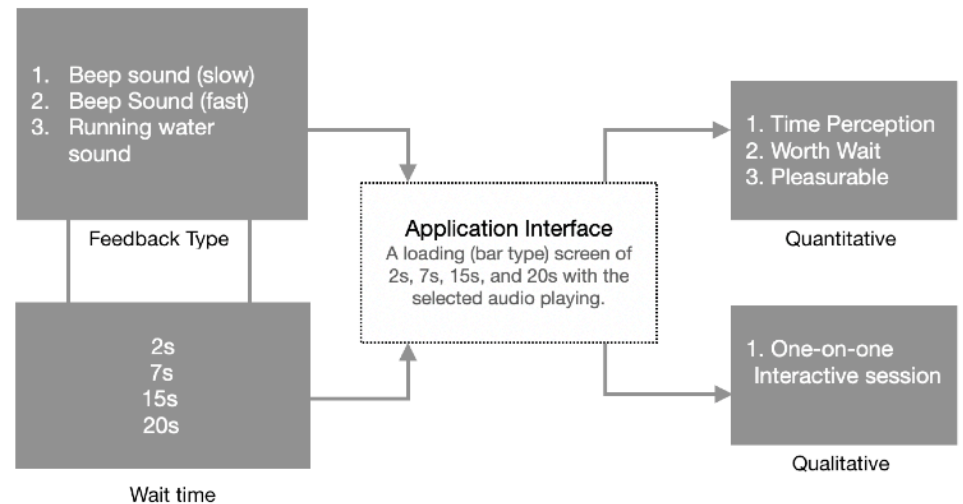 1. Beep sound (slow)
2. Beep Sound (fast)
3. Running water
sound
Feedback Type
2s
7s
15s
20s
Wait time
Application Interface
A loading (bar type) screen of
2s, 7s, 15s, and 20s with the
selected audio playing.
1. Time Perception
2. Worth Wait
3. Pleasurable
Quantitative
1. One-on-one
Interactive session
Qualitative